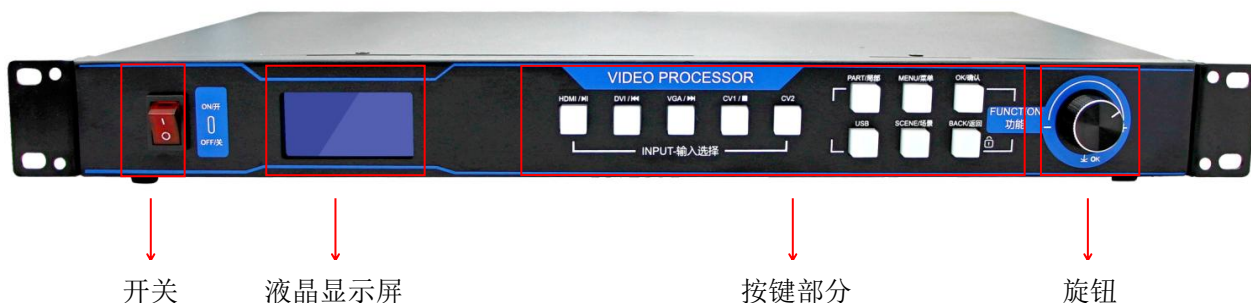 VIDEO PROCESSOR
ON/开
OFF/关
HDMI /⏯ DVI /⏮ VGA /⏭ CV1 / ⏹ CV2
INPUT-输入选择
PART/局部 MENU/菜单 OK/确认
USB SCENE/场景 BACK/返回
FUNCTION
功能
OK
开关 液晶显示屏 按键部分 旋钮